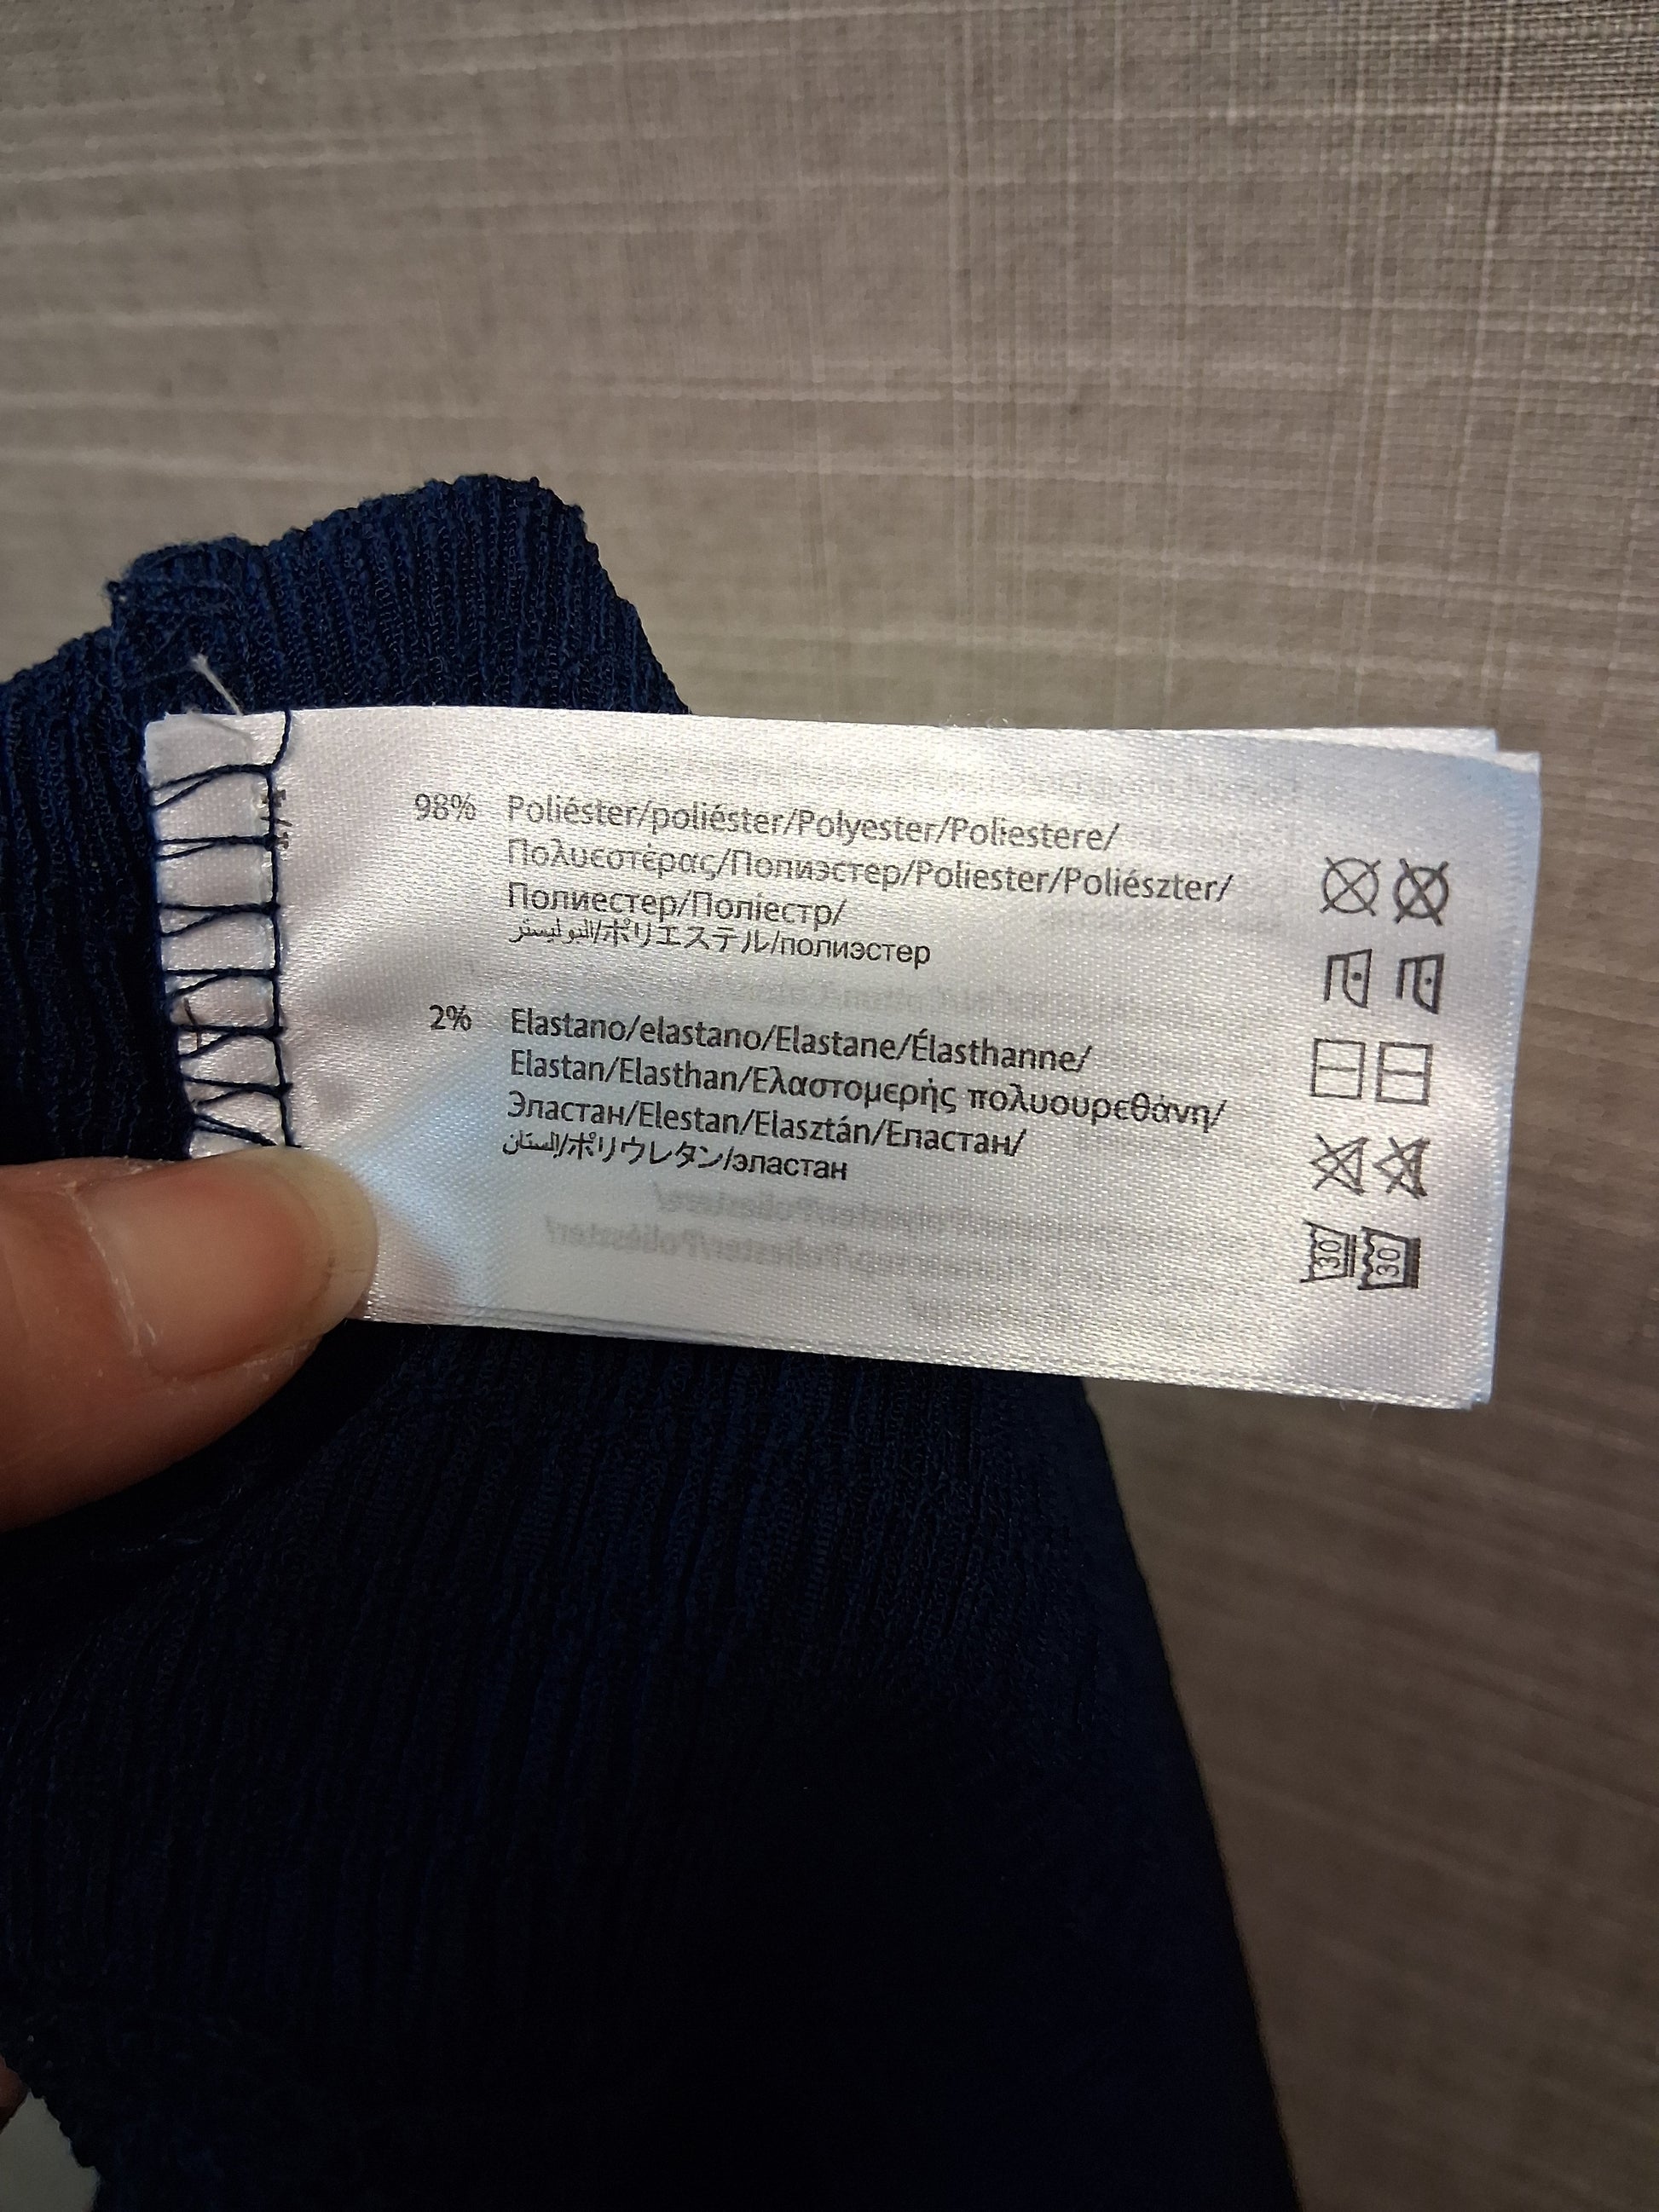 98% Poliéster/poliéster/Polyester/Poliestere/
Πολυεστέρας/Полиэстер/Poliester/Poliészter/
Полиестер/Поліестр/
البوليستر/ポリエステル/полиэстер
2% Elastano/elastano/Elastane/Élasthanne/
Elastan/Elasthan/Ελαστομερής πολυουρεθάνη/
Эластан/Elestan/Elasztán/Еластан/
الستان/ポリウレタン/эластан
30 30